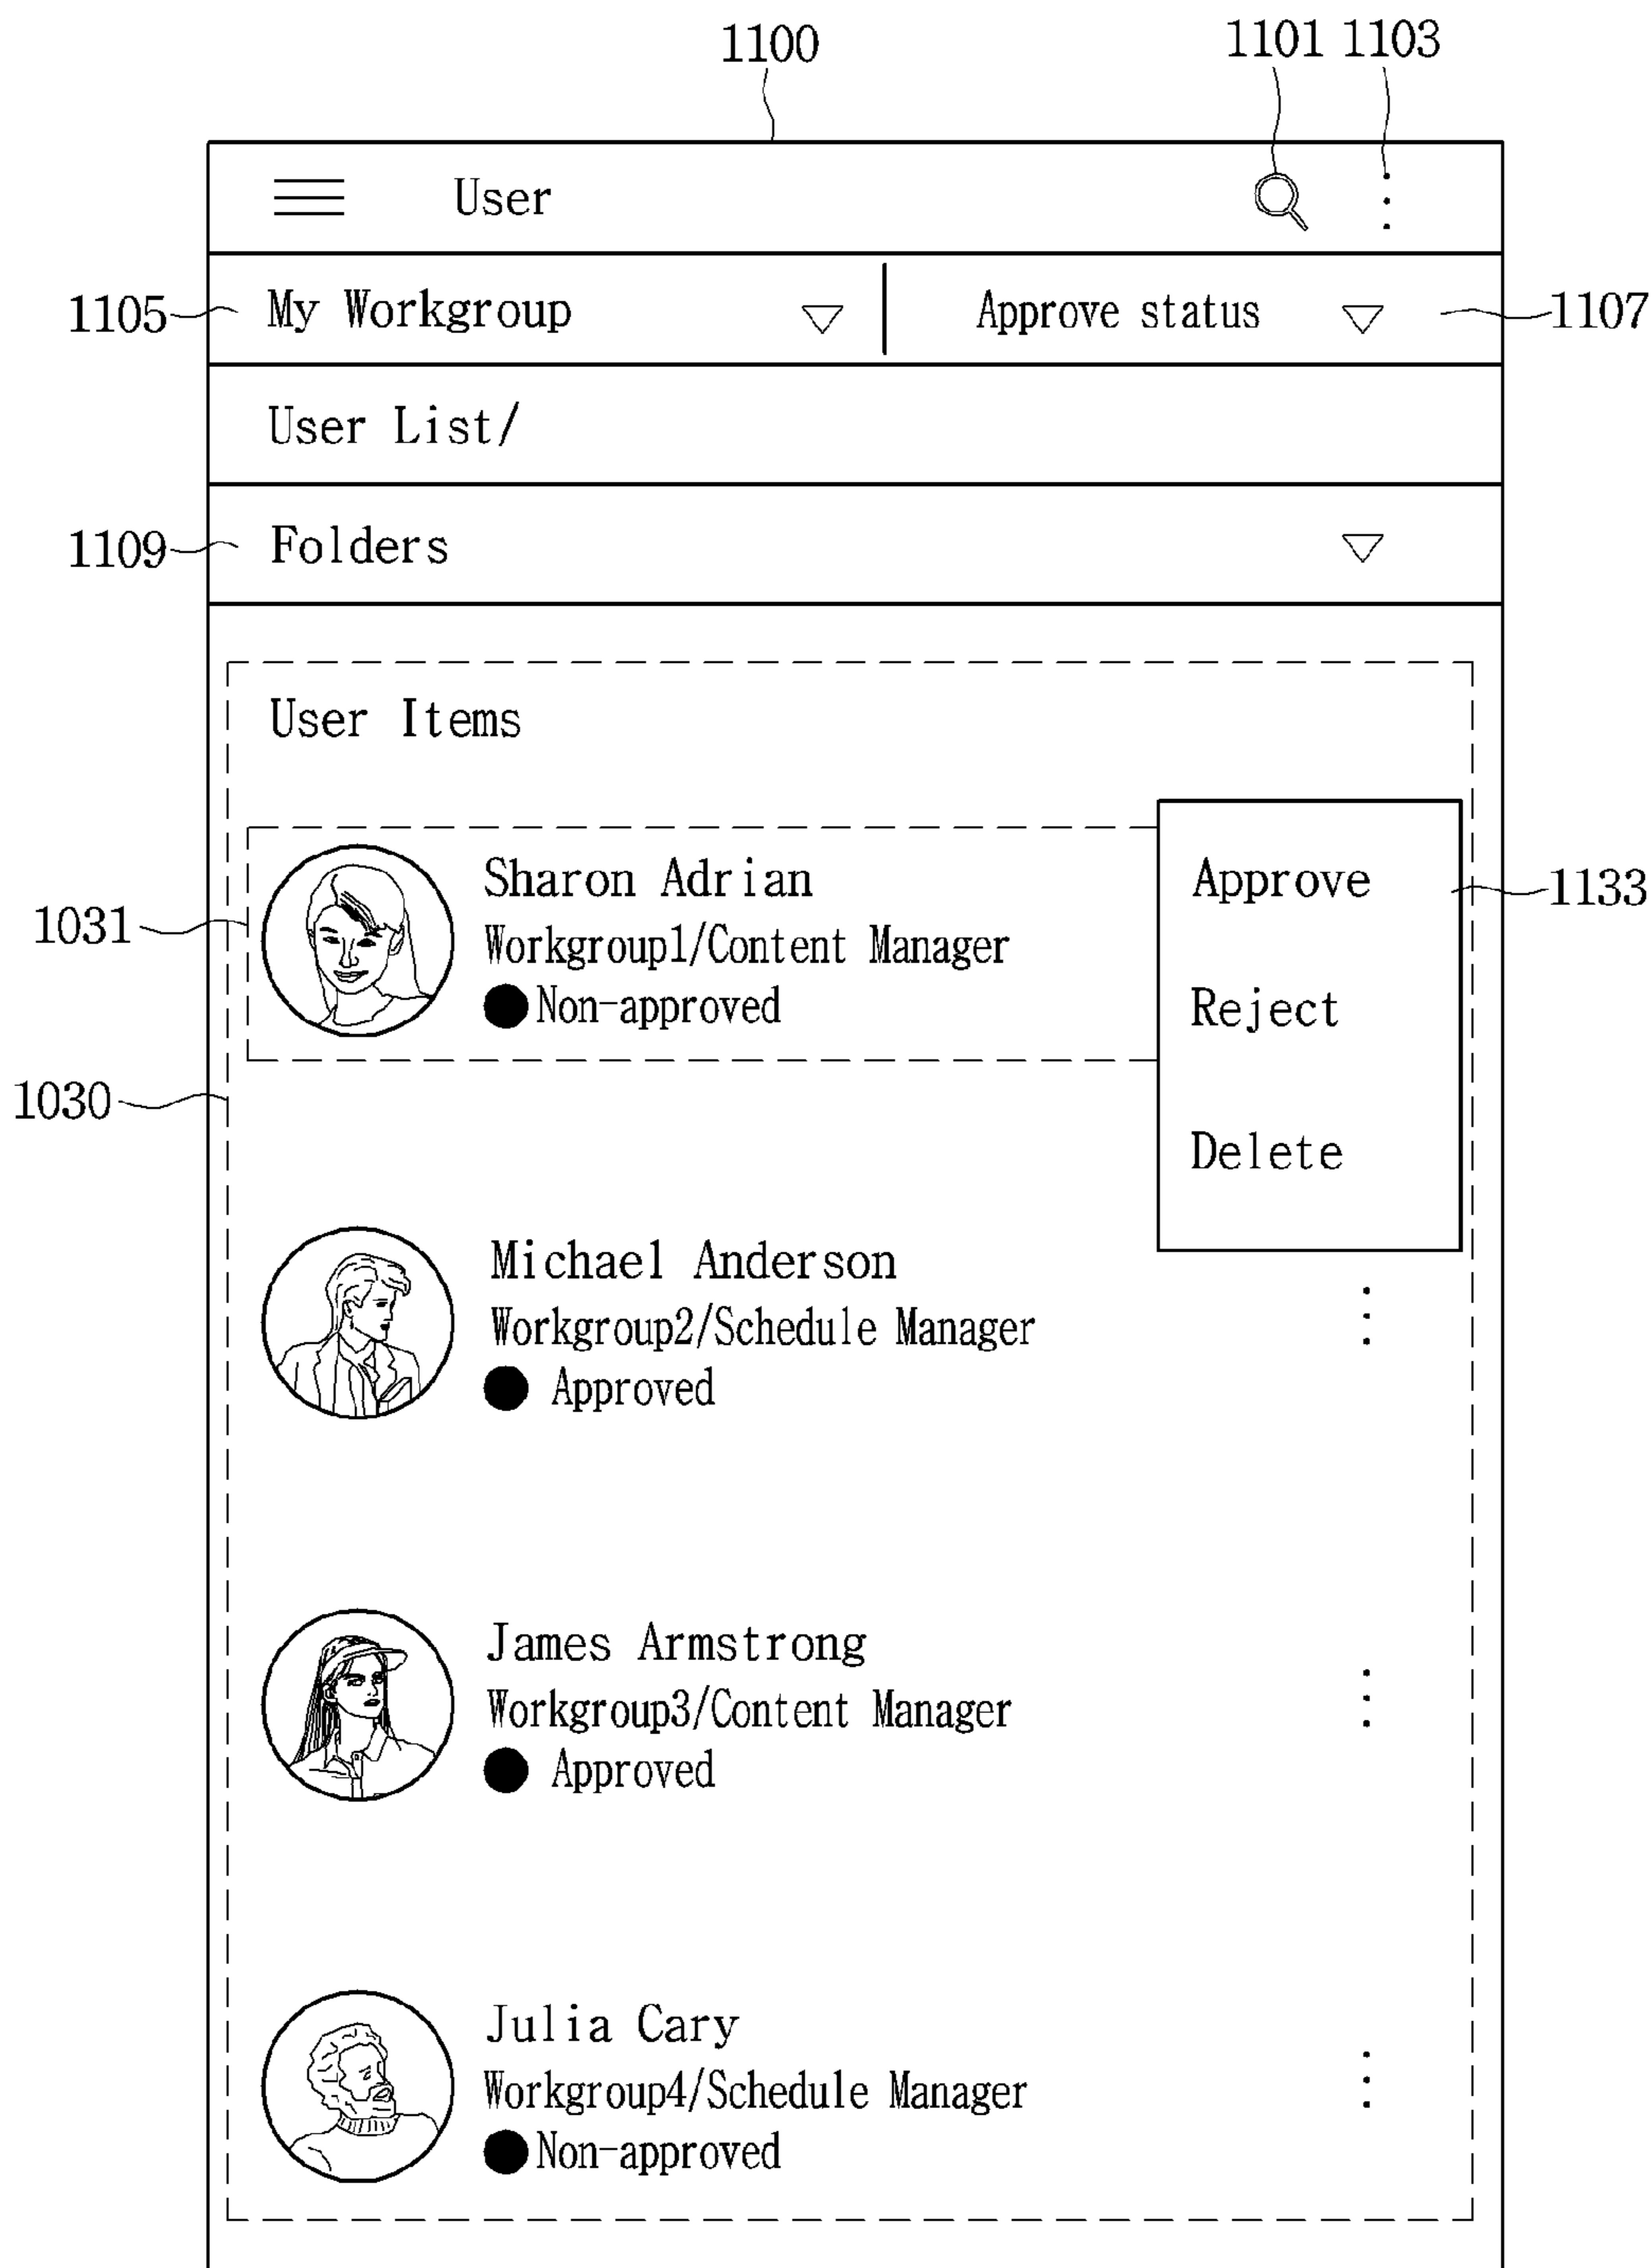 1100
1101 1103
User
1105 My Workgroup Approve status 1107
User List/
1109 Folders
User Items
Sharon Adrian
Workgroup1/Content Manager
Non-approved
Approve
Reject
Delete
1133
1031
1030
Michael Anderson
Workgroup2/Schedule Manager
Approved
James Armstrong
Workgroup3/Content Manager
Approved
Julia Cary
Workgroup4/Schedule Manager
Non-approved